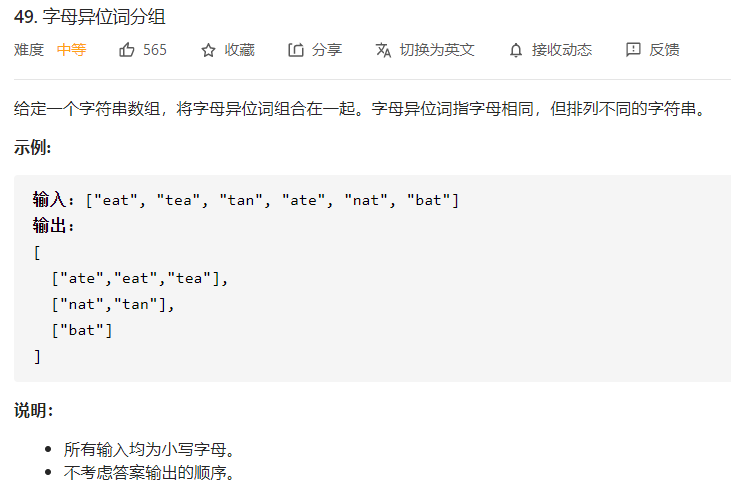 49. 字母异位词分组
难度 中等 565 收藏 分享 切换为英文 接收动态 反馈
给定一个字符串数组，将字母异位词组合在一起。字母异位词指字母相同，但排列不同的字符串。
示例:
输入: ["eat", "tea", "tan", "ate", "nat", "bat"]
输出:
[
  ["ate","eat","tea"],
  ["nat","tan"],
  ["bat"]
]
说明：
所有输入均为小写字母。
不考虑答案输出的顺序。